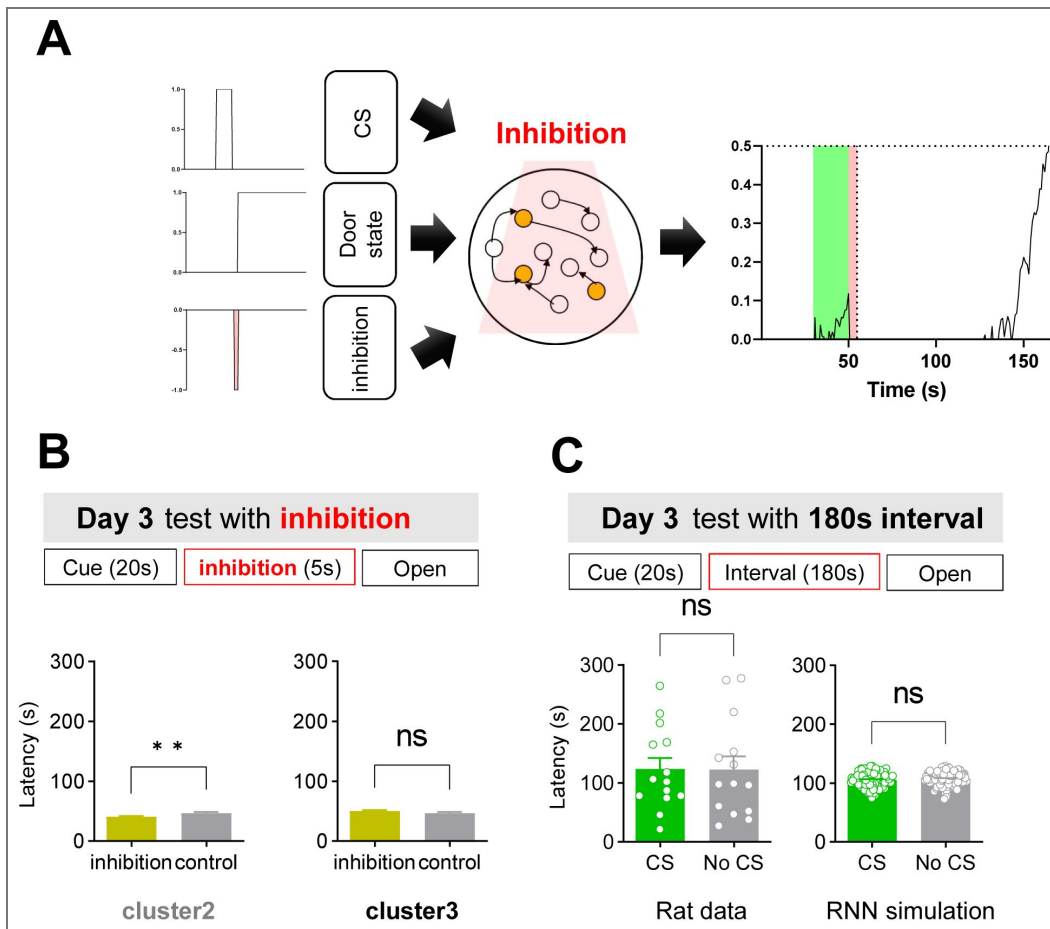 A
1.0
0.5
0.0
CS
1.0
0.5
0.0
Door
state
0.0
-0.5
-1.0
inhibition
Inhibition
0.5
0.4
0.3
0.2
0.1
0.0
50 100 150
Time (s)
B
Day 3 test with inhibition
Cue (20s) inhibition (5s) Open
Latency (s)
300
200
100
0
* *
inhibition control
cluster2
300
200
100
0
ns
inhibition control
cluster3
C
Day 3 test with 180s interval
Cue (20s) Interval (180s) Open
Latency (s)
300
200
100
0
ns
CS No CS
Rat data
300
200
100
0
ns
CS No CS
RNN simulation